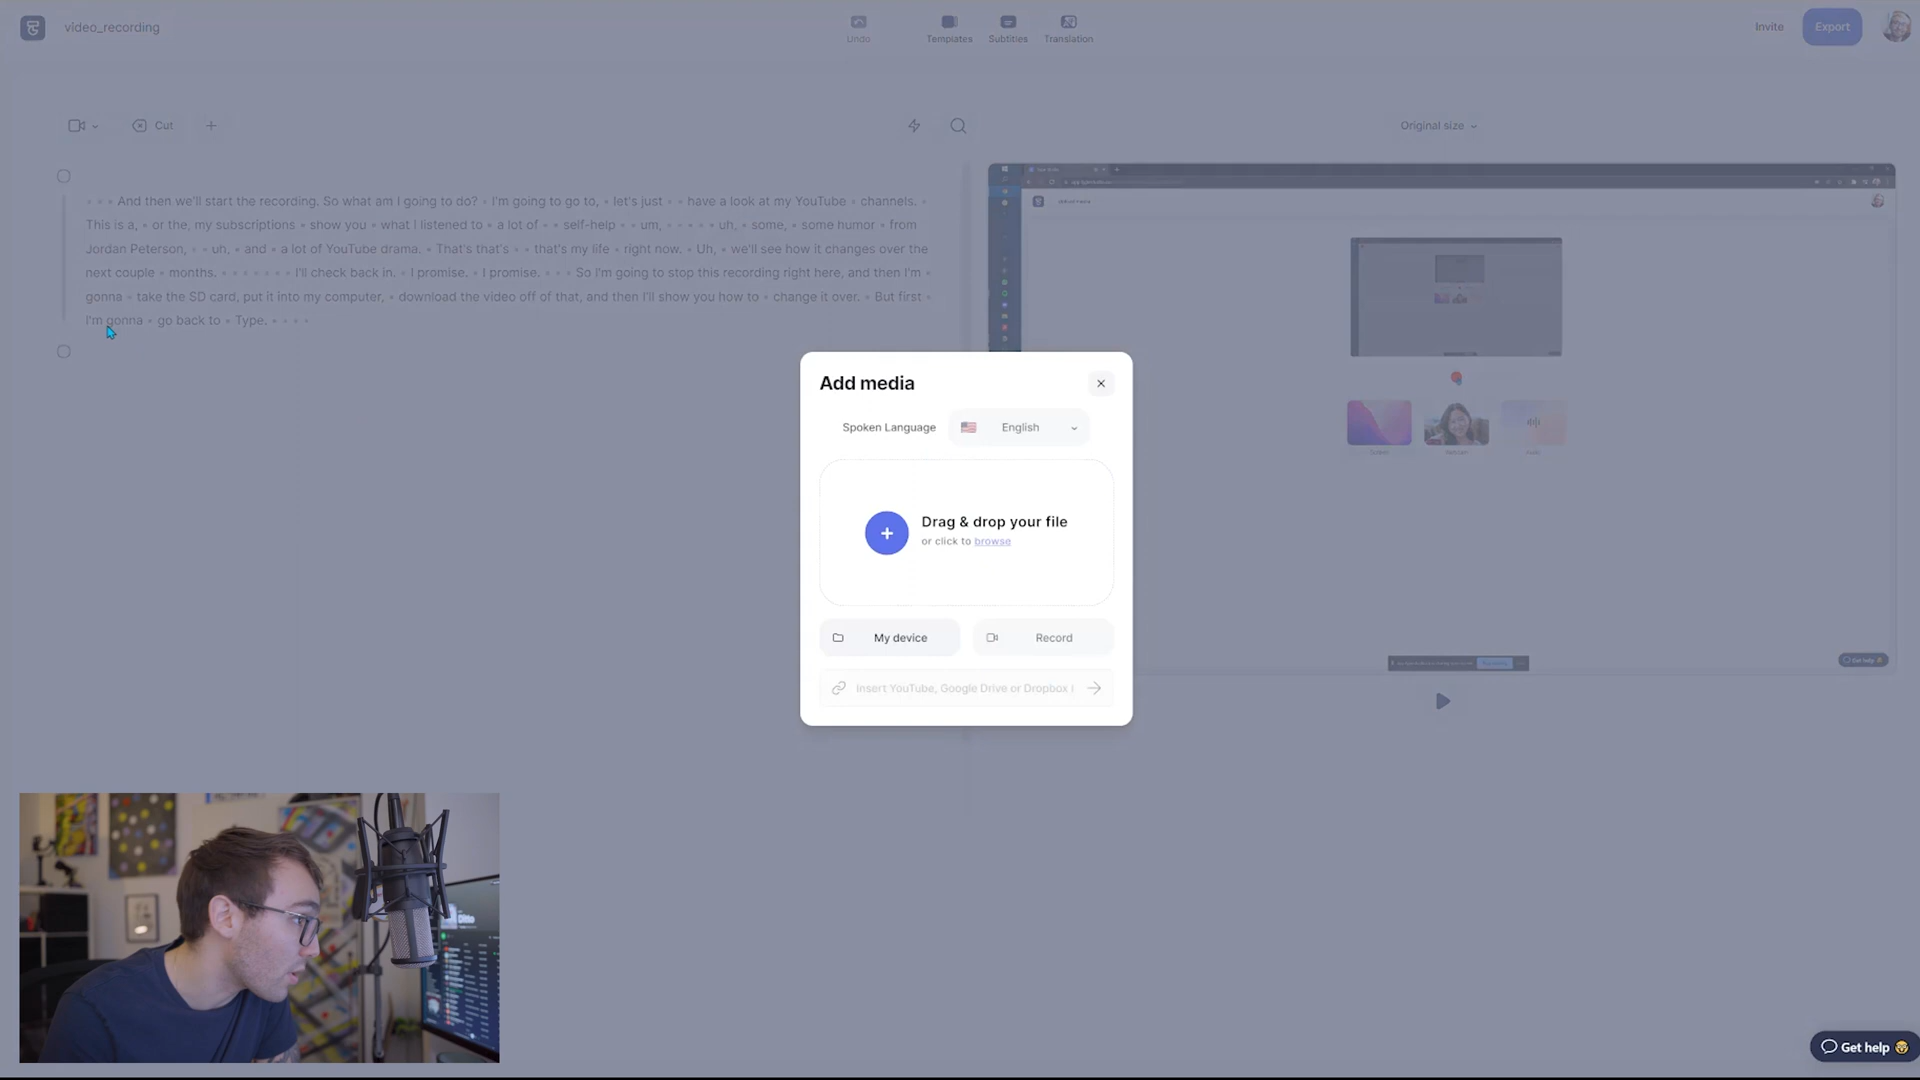 video_recording
Undo
Templates
Subtitles
Translation
Invite
Export
Cut
Original size
And then we'll start the recording. So what am I going to do? I'm going to go to, let's just have a look at my YouTube channels.
This is a, or the, my subscriptions show you what I listened to a lot of self-help um, uh, some, some humor from
Jordan Peterson, uh, and a lot of YouTube drama. That's that's that's my life right now. Uh, we'll see how it changes over the
next couple months. I'll check back in. I promise. I promise. So I'm going to stop this recording right here, and then I'm
gonna take the SD card, put it into my computer, download the video off of that, and then I'll show you how to change it over. But first
I'm gonna go back to Type.
Add media
Spoken Language
English
Drag & drop your file
or click to browse
My device
Record
Insert YouTube, Google Drive or Dropbox
Get help
Get help
Ditto